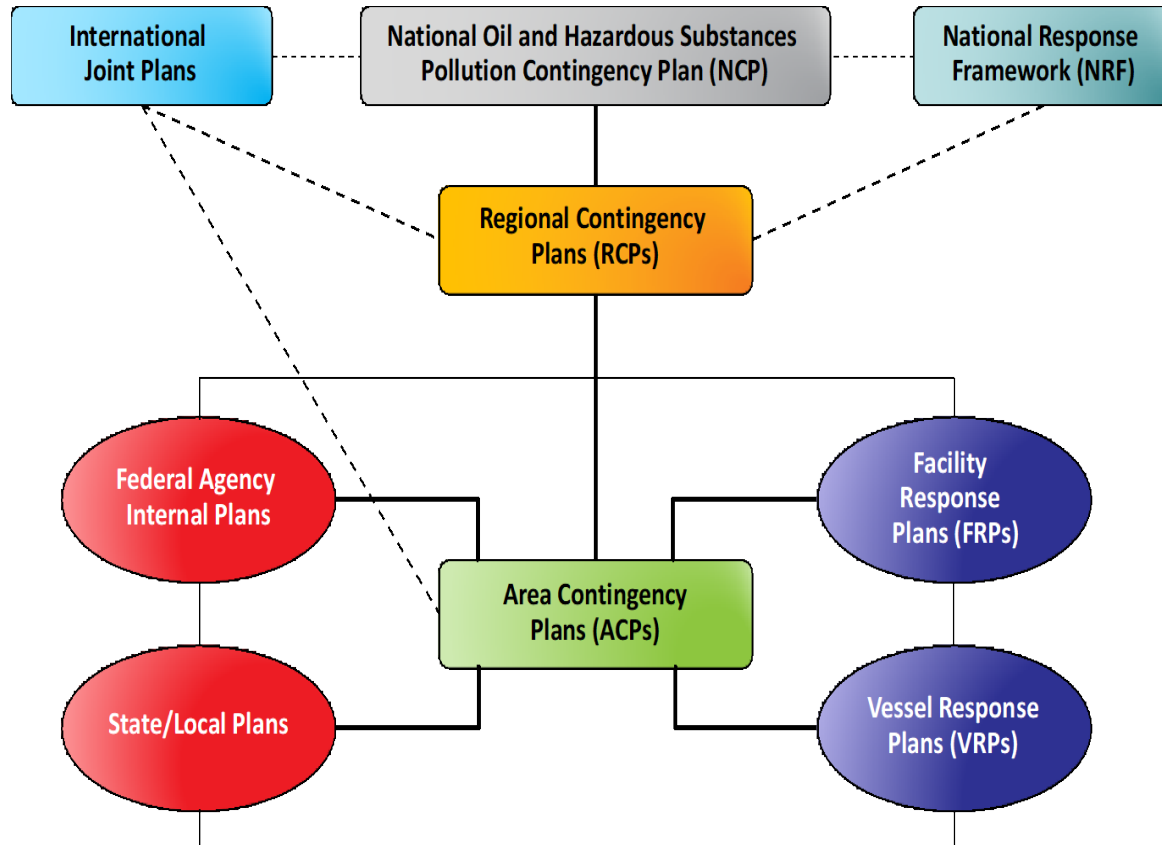 International
Joint Plans
National Oil and Hazardous Substances
Pollution Contingency Plan (NCP)
National Response
Framework (NRF)
Regional Contingency
Plans (RCPs)
Federal Agency
Internal Plans
Facility
Response
Plans (FRPs)
Area Contingency
Plans (ACPs)
State/Local Plans
Vessel Response
Plans (VRPs)